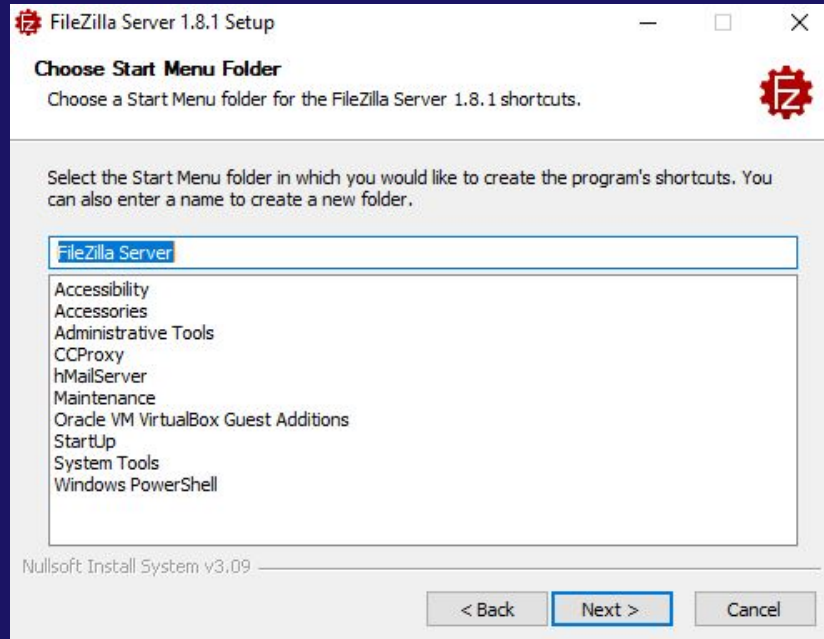 FileZilla Server 1.8.1 Setup
Choose Start Menu Folder
Choose a Start Menu folder for the FileZilla Server 1.8.1 shortcuts.
Fz
Select the Start Menu folder in which you would like to create the program's shortcuts. You
can also enter a name to create a new folder.
FileZilla Server
Accessibility
Accessories
Administrative Tools
CCProxy
hMailServer
Maintenance
Oracle VM VirtualBox Guest Additions
StartUp
System Tools
Windows PowerShell
Nullsoft Install System v3.09
< Back
Next >
Cancel